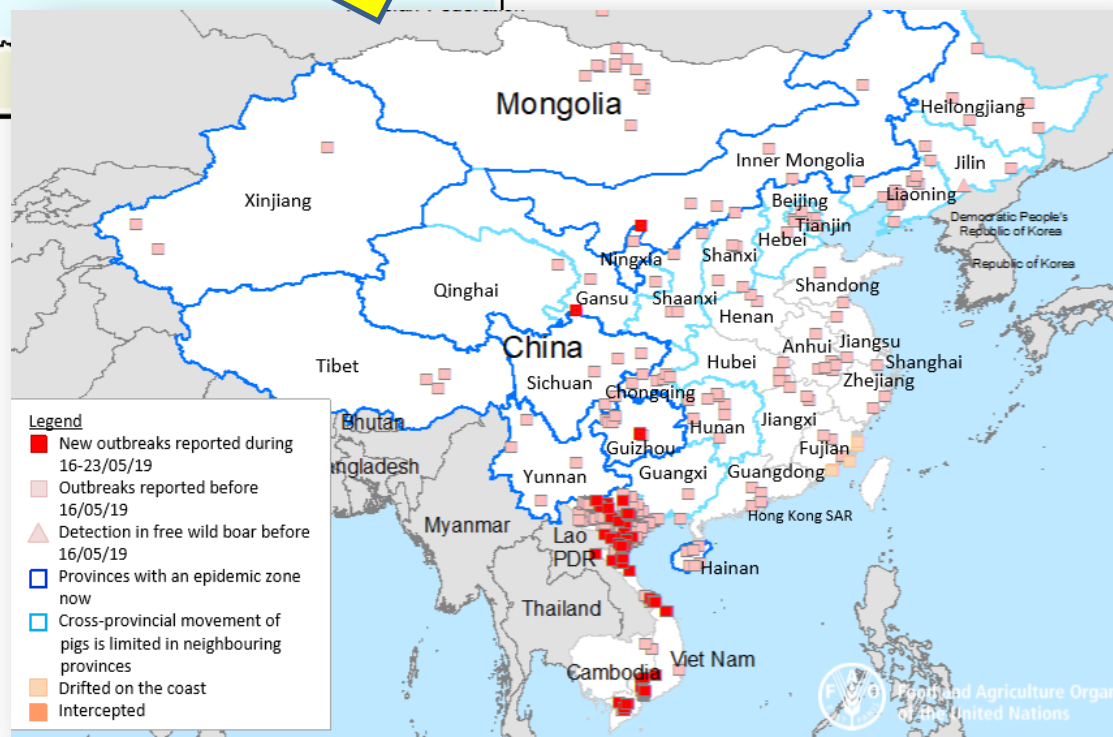 Mongolia
Heilongjiang
Jilin
Inner Mongolia
Xinjiang
Beijing
Liaoning
Tianjin
Democratic People's
Republic of Korea
Hebei
Ningxia
Shanxi
Republic of Korea
Qinghai
Gansu
Shaanxi
Shandong
Henan
China
Anhui
Jiangsu
Tibet
Hubei
Shanghai
Sichuan
Zhejiang
Chongqing
Jiangxi
Hunan
Bhutan
Guizhou
Fujian
Guangxi
Guangdong
Yunnan
Myanmar
Hong Kong SAR
Lao
PDR
Hainan
Thailand
Viet Nam
Cambodia
Legend
New outbreaks reported during
16-23/05/19
Outbreaks reported before
16/05/19
Detection in free wild boar before
16/05/19
Provinces with an epidemic zone
now
Cross-provincial movement of
pigs is limited in neighbouring
provinces
Drifted on the coast
Intercepted
FAO
Food and Agriculture Organ
of the United Nations